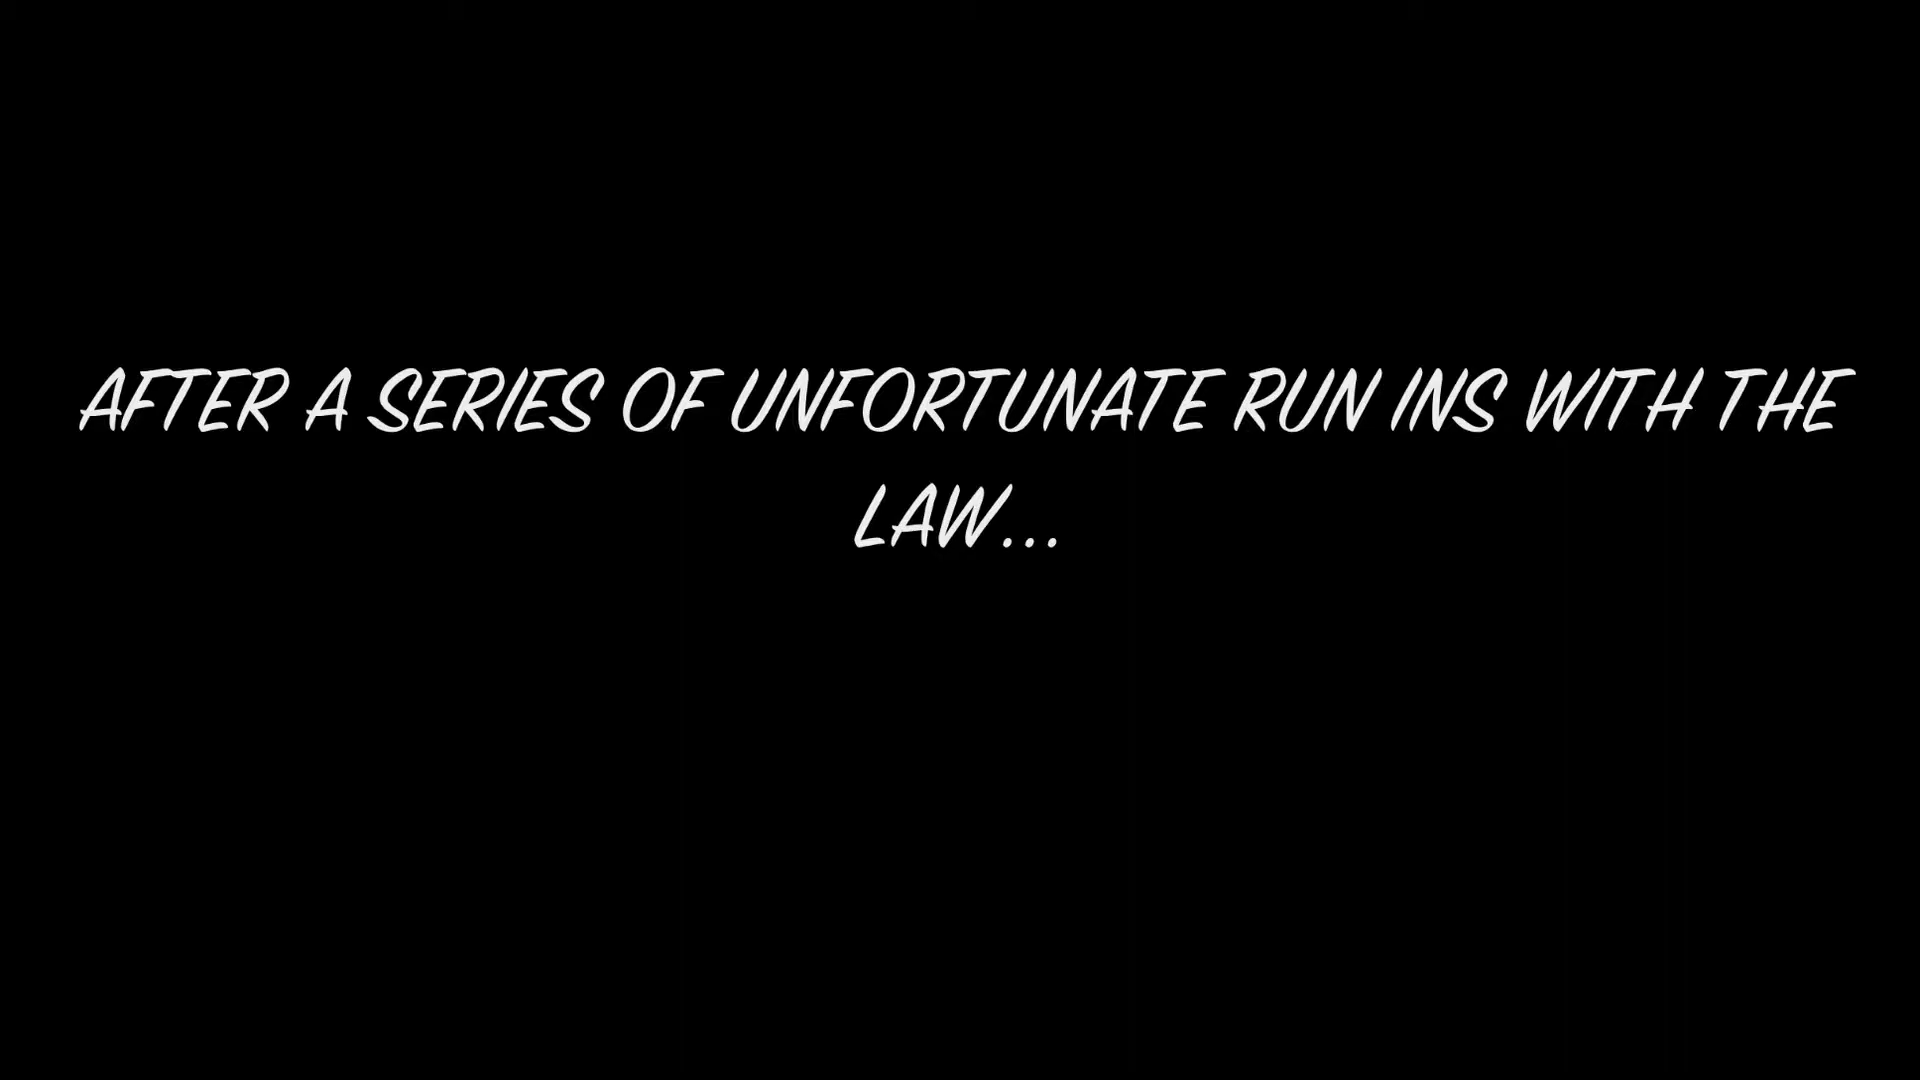 AFTER A SERIES OF UNFORTUNATE RUN INS WITH THE
LAW...